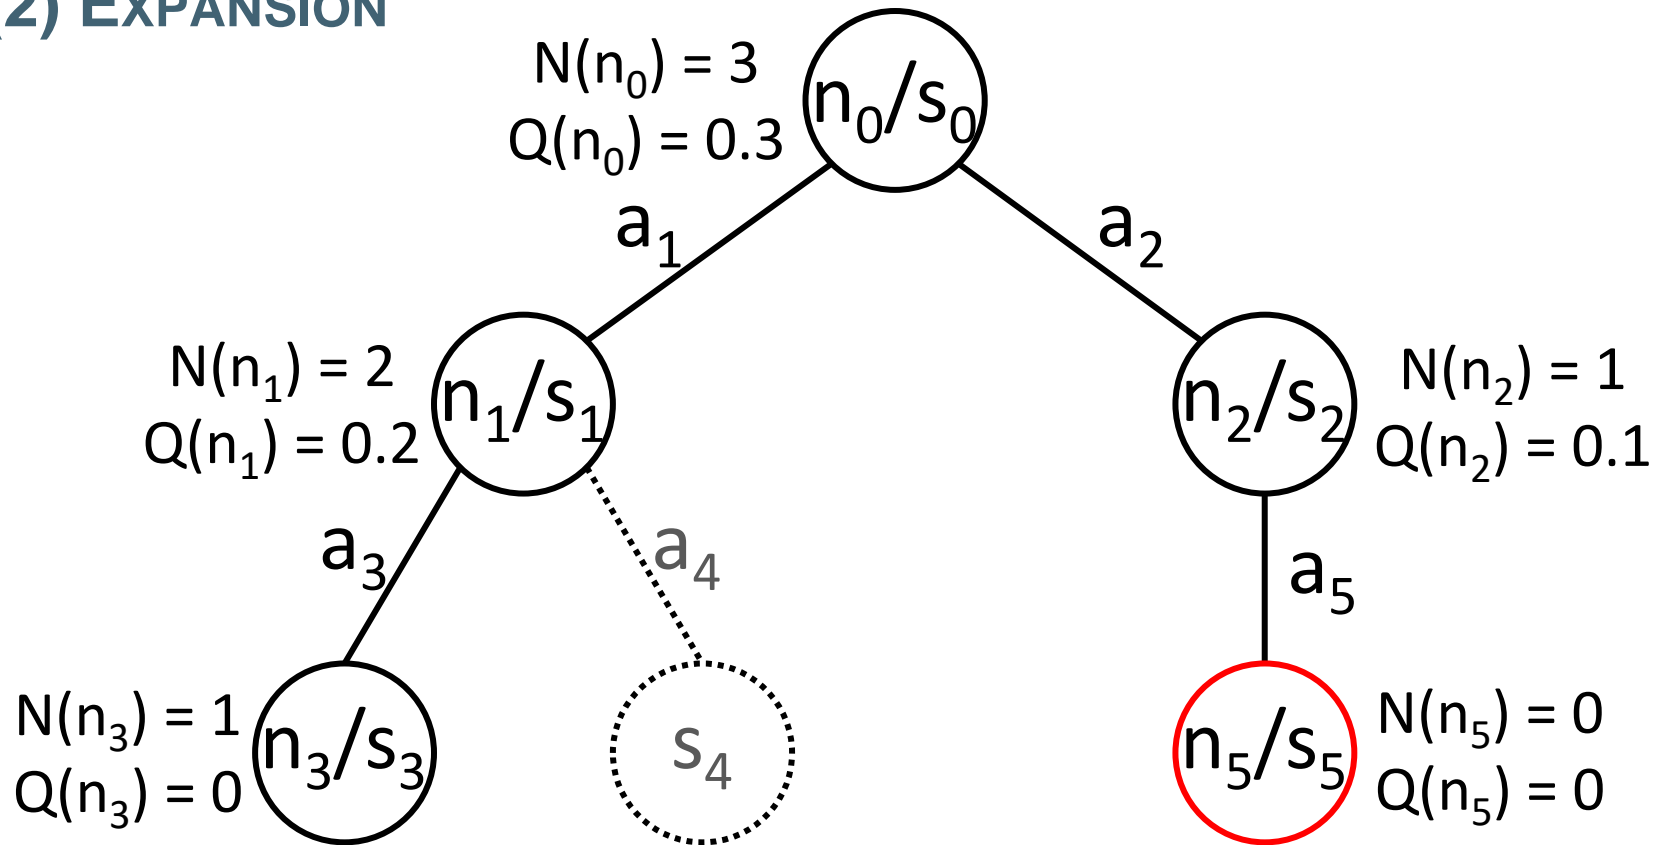 2) EXPANSION
N(n₀) = 3
Q(n₀) = 0.3
n₀/s₀
a₁
a₂
N(n₁) = 2
Q(n₁) = 0.2
n₁/s₁
n₂/s₂
N(n₂) = 1
Q(n₂) = 0.1
a₃
a₄
a₅
N(n₃) = 1
Q(n₃) = 0
n₃/s₃
s₄
n₅/s₅
N(n₅) = 0
Q(n₅) = 0